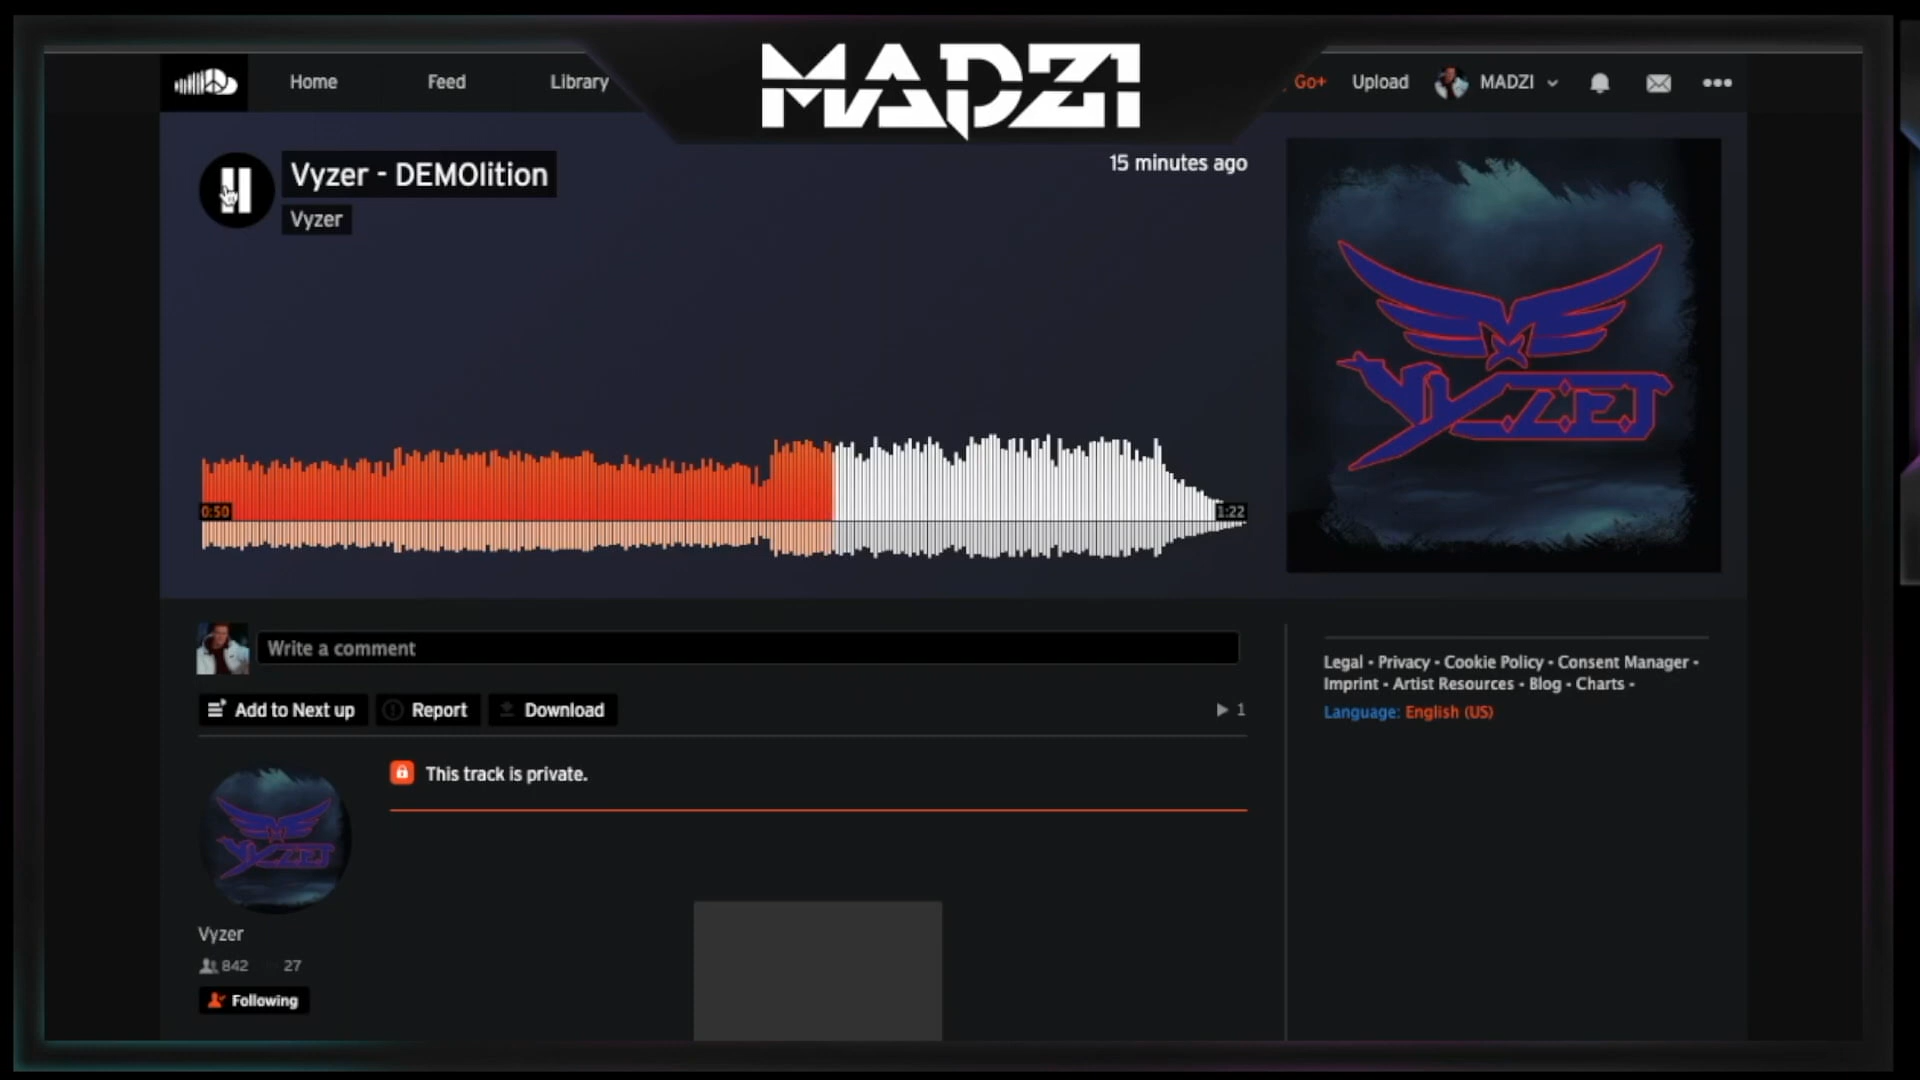 MADZI
Home
Feed
Library
Go+
Upload
MADZI
Vyzer - DEMOlition
Vyzer
15 minutes ago
VYZER
0:50
1:22
Write a comment
Legal - Privacy - Cookie Policy - Consent Manager -
Imprint - Artist Resources - Blog - Charts -
Language: English (US)
Add to Next up
Report
Download
1
This track is private.
VYZER
Vyzer
842
27
Following